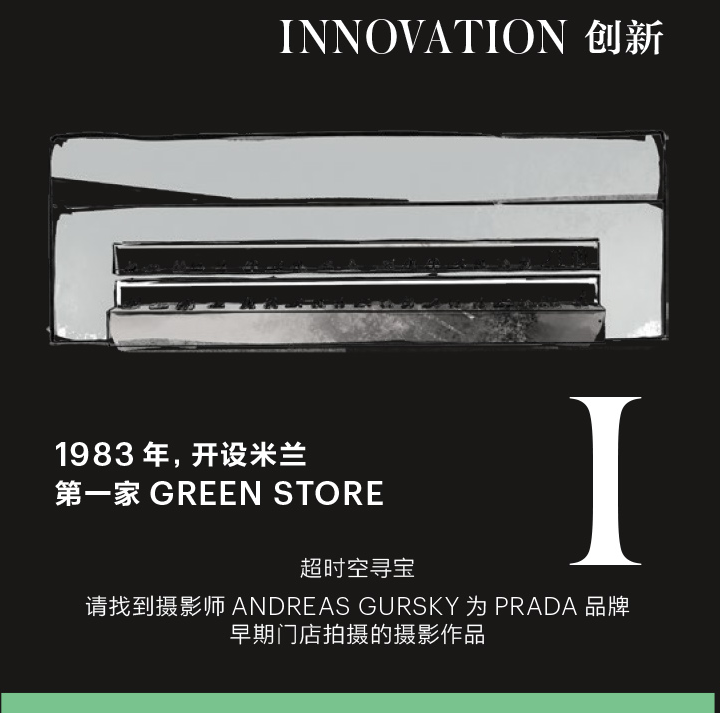 INNOVATION 创新
1983 年，开设米兰
第一家 GREEN STORE
I
超时空寻宝
请找到摄影师 ANDREAS GURSKY 为 PRADA 品牌
早期门店拍摄的摄影作品